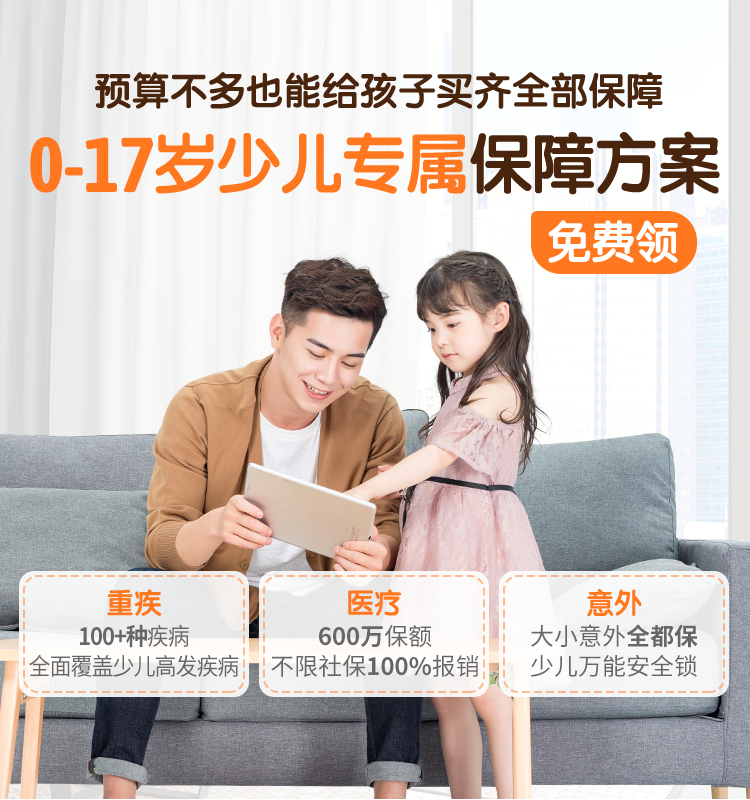 预算不多也能给孩子买齐全部保障
0-17岁少儿专属保障方案
免费领
重疾
100+种疾病
全面覆盖少儿高发疾病
医疗
600万保额
不限社保100%报销
意外
大小意外全都保
少儿万能安全锁